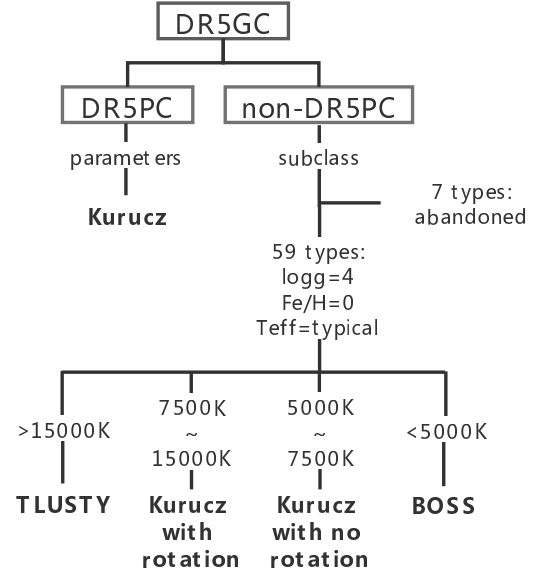 DR5GC
DR5PC
non-DR5PC
parameters
subclass
Kurucz
7 types:
abandoned
59 types:
logg=4
Fe/H=0
Teff=typical
>15000K
7500K
~
15000K
5000K
~
7500K
<5000K
TLUSTY
Kurucz
with
rotation
Kurucz
with no
rotation
BOSS